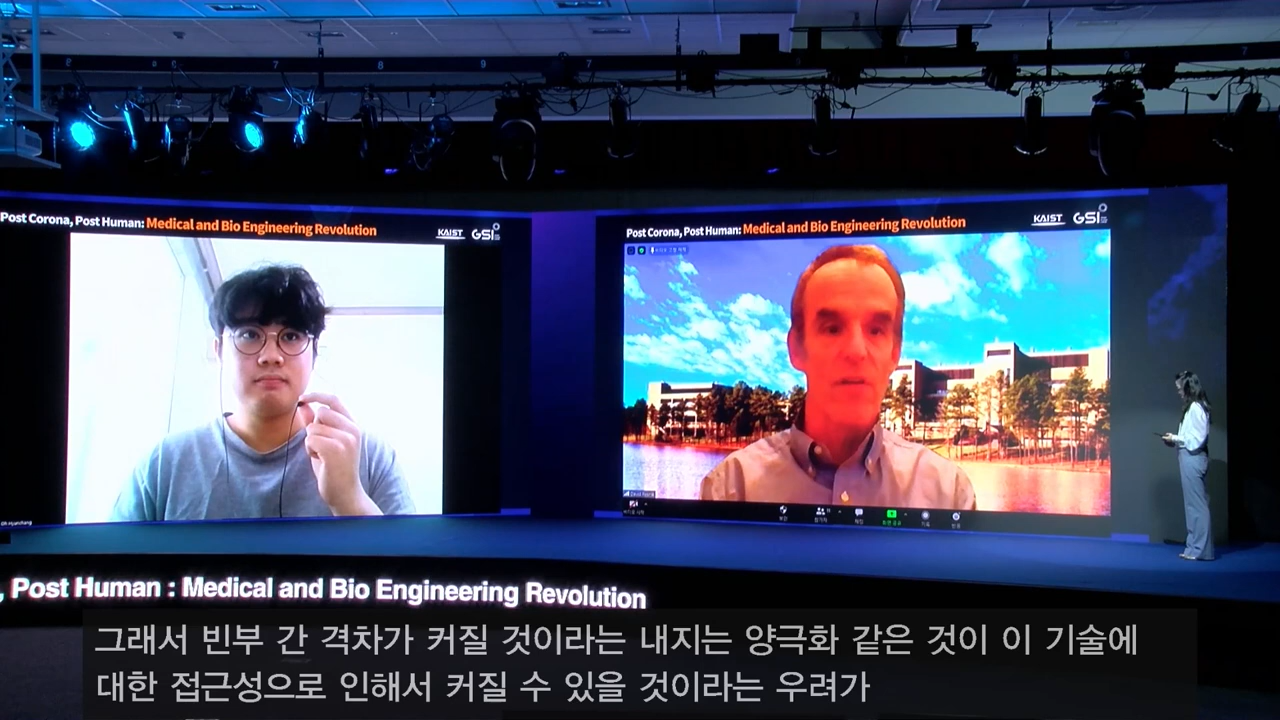 Post Corona, Post Human: Medical and Bio Engineering Revolution
KAIST GSI
Post Corona, Post Human: Medical and Bio Engineering Revolution
KAIST GSI
, Post Human : Medical and Bio Engineering Revolution
그래서 빈부 간 격차가 커질 것이라는 내지는 양극화 같은 것이 이 기술에
대한 접근성으로 인해서 커질 수 있을 것이라는 우려가